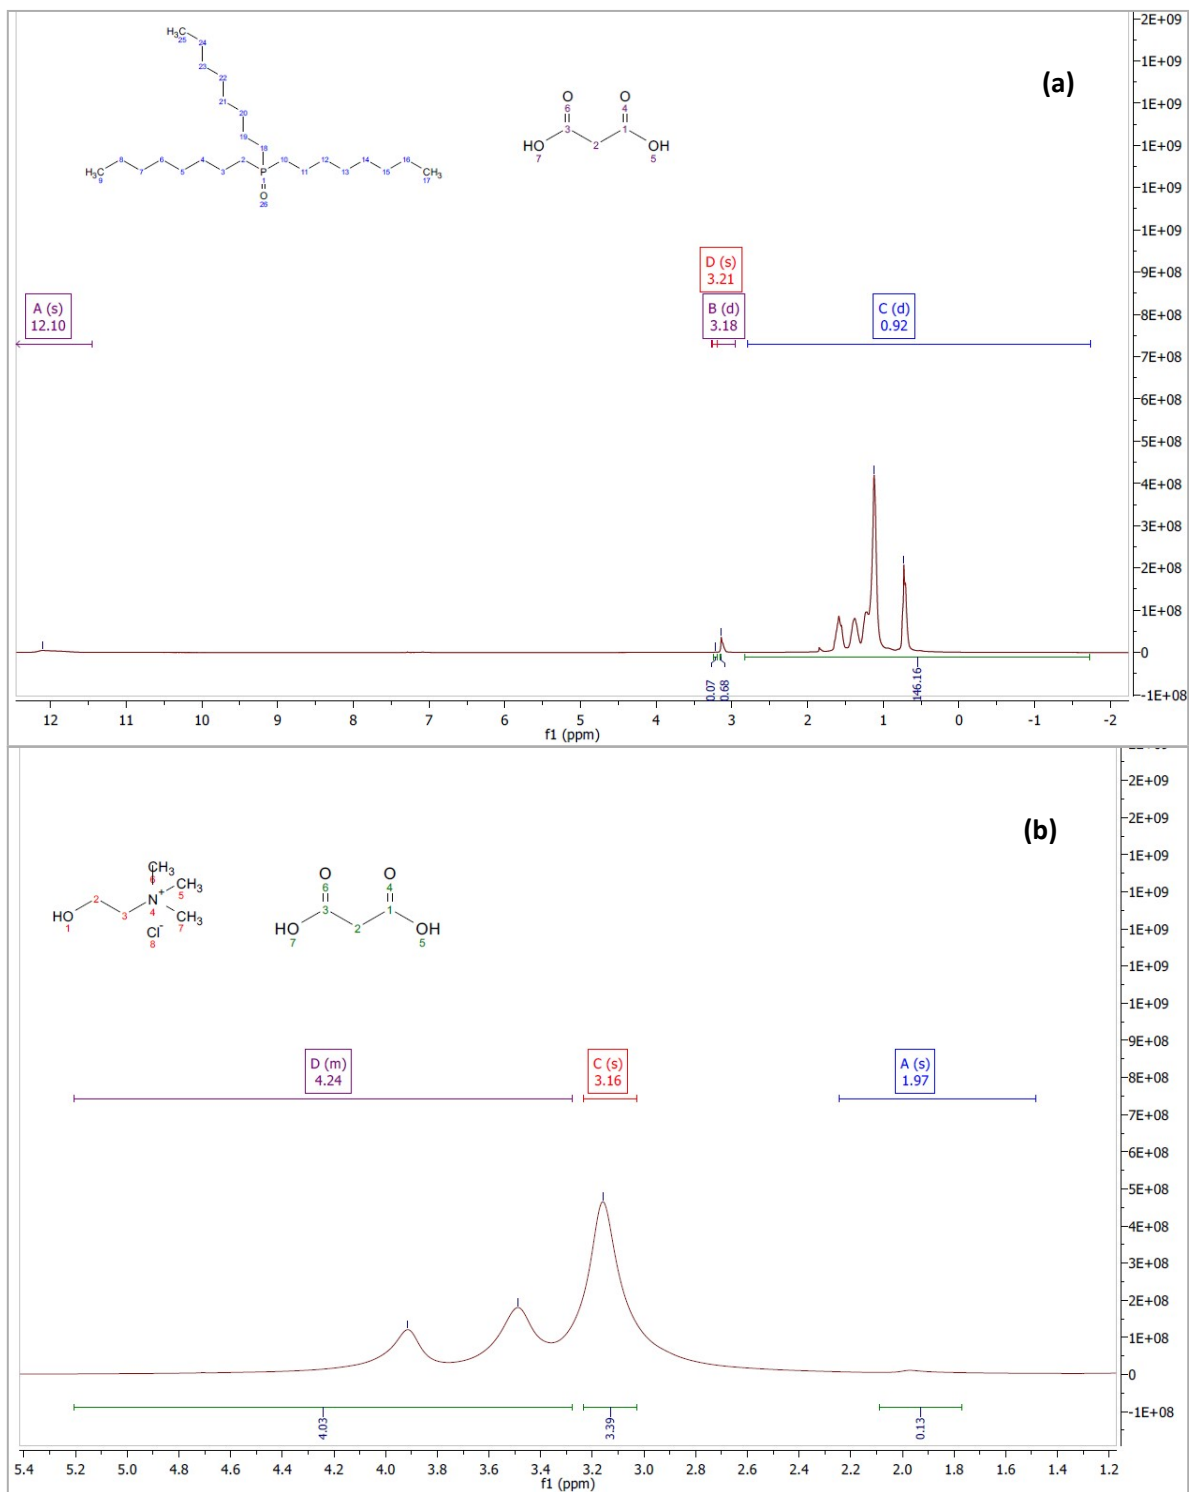 (a)
H₃C
25
24
23
22
21
20
19
18
H₃C
9
8
7
6
5
4
3
2
P
1
10
11
12
13
14
15
16
CH₃
17
O
26
O
6
O
4
3
1
HO
7
2
OH
5
D (s)
3.21
A (s)
12.10
B (d)
3.18
C (d)
0.92
2E+09
1E+09
1E+09
1E+09
1E+09
1E+09
9E+08
8E+08
7E+08
6E+08
5E+08
4E+08
3E+08
2E+08
1E+08
0
-1E+08
0.07
0.68
146.16
12 11 10 9 8 7 6 5 4 3 2 1 0 -1 -2
f1 (ppm)
(b)
CH₃
6
CH₃
5
N⁺
4
CH₃
7
2
3
HO
1
Cl⁻
8
O
6
O
4
3
1
HO
7
2
OH
5
D (m)
4.24
C (s)
3.16
A (s)
1.97
2E+09
2E+09
1E+09
1E+09
1E+09
1E+09
1E+09
9E+08
8E+08
7E+08
6E+08
5E+08
4E+08
3E+08
2E+08
1E+08
0
-1E+08
4.03
3.39
0.13
5.4 5.2 5.0 4.8 4.6 4.4 4.2 4.0 3.8 3.6 3.4 3.2 3.0 2.8 2.6 2.4 2.2 2.0 1.8 1.6 1.4 1.2
f1 (ppm)